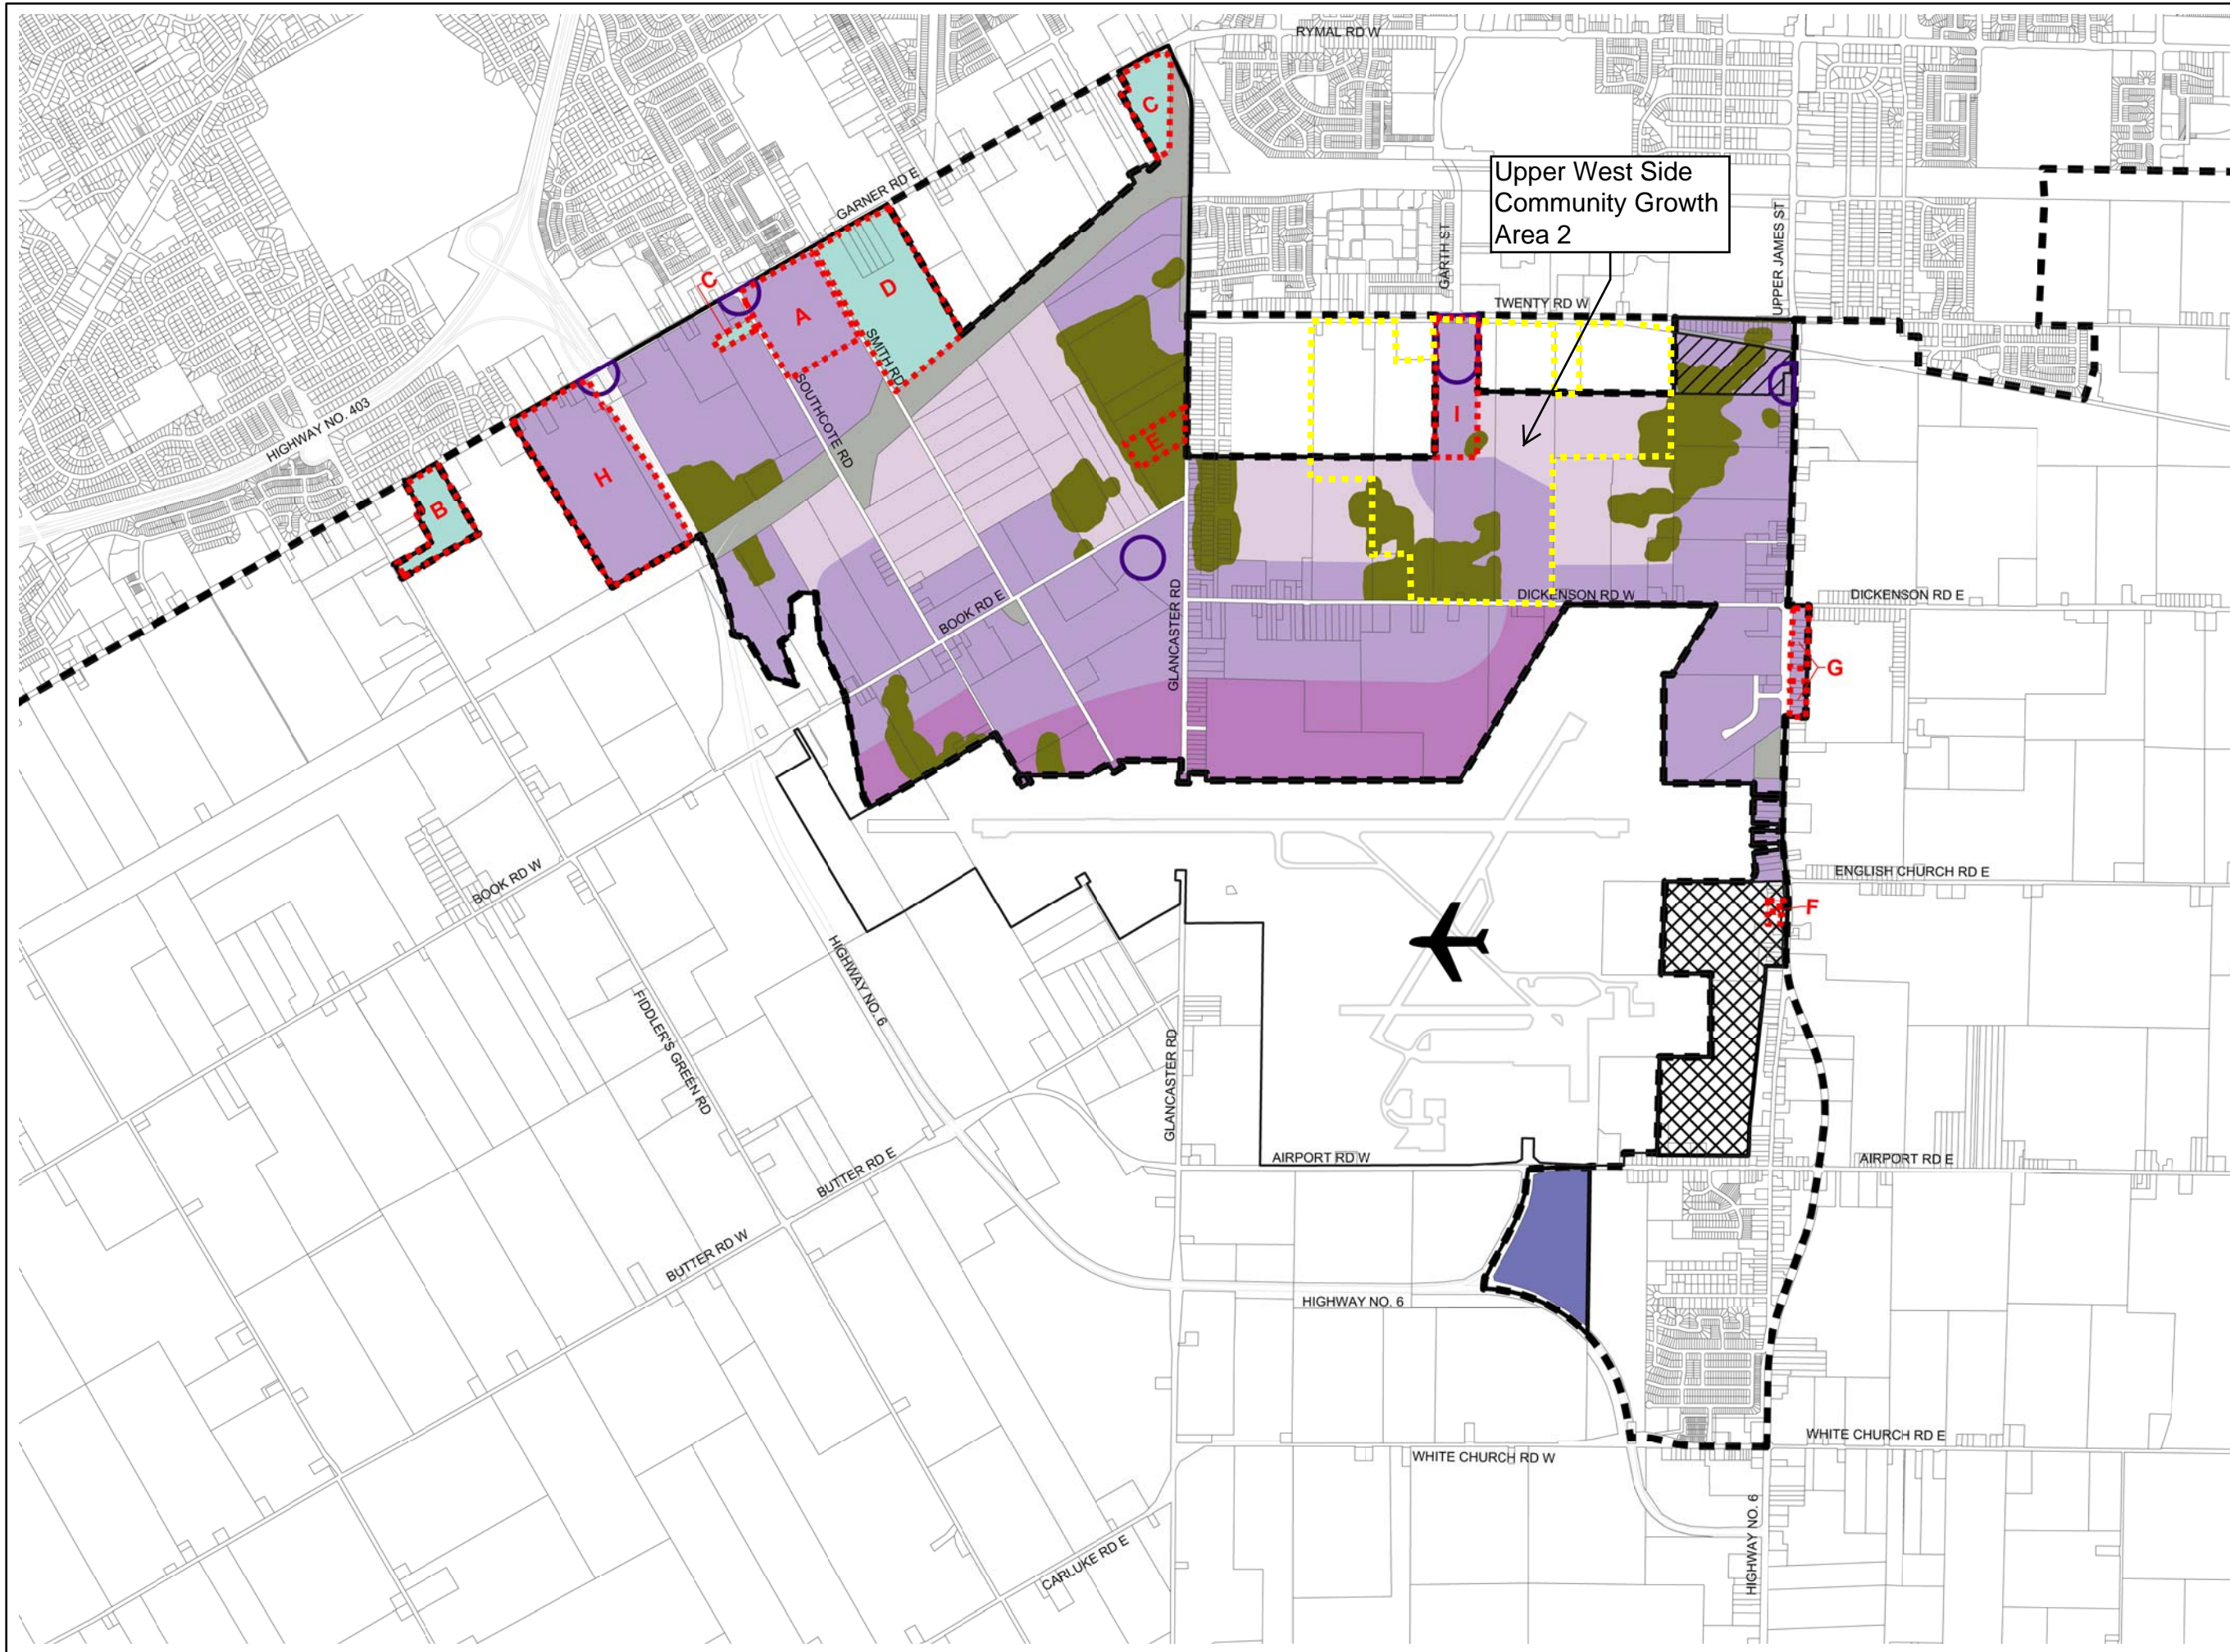 RYMAL RD W
C
Upper West Side
Community Growth
Area 2
GARNER RD E
UPPER JAMES ST
GARTH ST
C
D
A
TWENTY RD W
SMITH RD
SOUTHCOTE RD
HIGHWAY NO. 403
I
E
H
B
BOOK RD E
GLANCASTER RD
DICKENSON RD W
DICKENSON RD E
G
BOOK RD W
ENGLISH CHURCH RD E
F
HIGHWAY NO. 6
FIDDLER'S GREEN RD
GLANCASTER RD
AIRPORT RD W
AIRPORT RD E
BUTTER RD E
BUTTER RD W
HIGHWAY NO. 6
WHITE CHURCH RD E
WHITE CHURCH RD W
HIGHWAY NO. 6
CARLUKE RD E